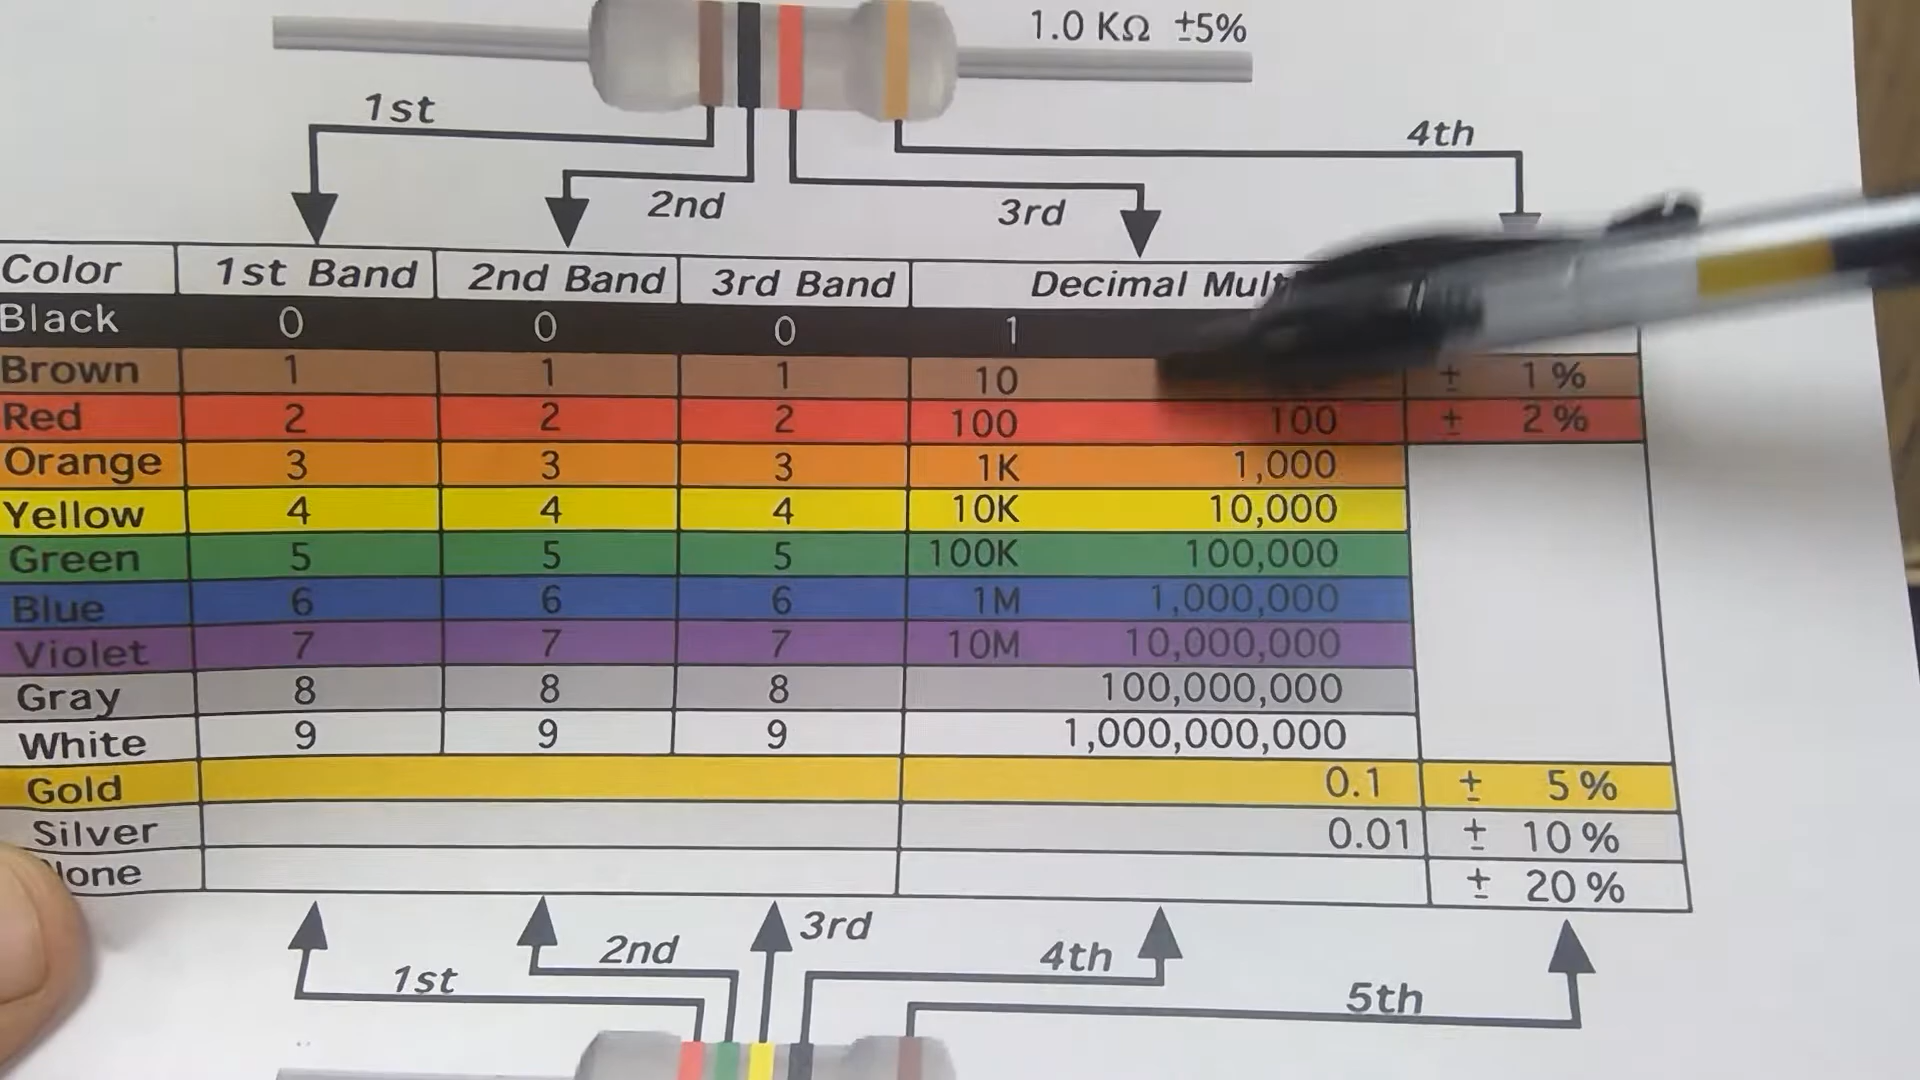 1.0 KΩ ±5%
1st
4th
2nd
3rd
Color 1st Band 2nd Band 3rd Band Decimal
Black 0 0 0 1
Brown 1 1 1 10 ± 1%
Red 2 2 2 100 100 ± 2%
Orange 3 3 3 1K 1,000
Yellow 4 4 4 10K 10,000
Green 5 5 5 100K 100,000
Blue 6 6 6 1M 1,000,000
Violet 7 7 7 10M 10,000,000
Gray 8 8 8 100,000,000
White 9 9 9 1,000,000,000
Gold 0.1 ± 5%
Silver 0.01 ± 10%
± 20%
3rd
2nd
4th
1st
5th